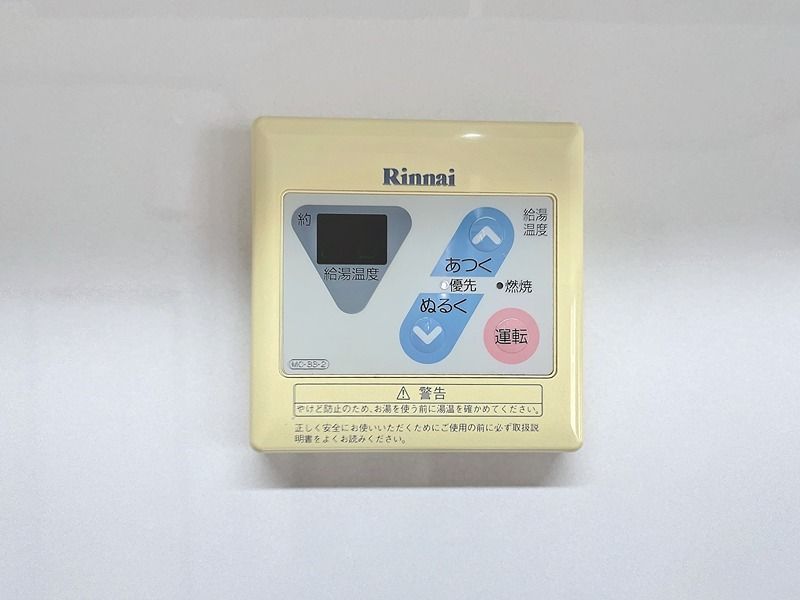 Rinnai
約
給湯温度
給湯
温度
あつく
優先
燃焼
ぬるく
運転
MC-33-2
⚠ 警告
やけど防止のため、お湯を使う前に湯温を確かめてください。
正しく安全にお使いいただくためにご使用の前に必ず取扱説
明書をよくお読みください。